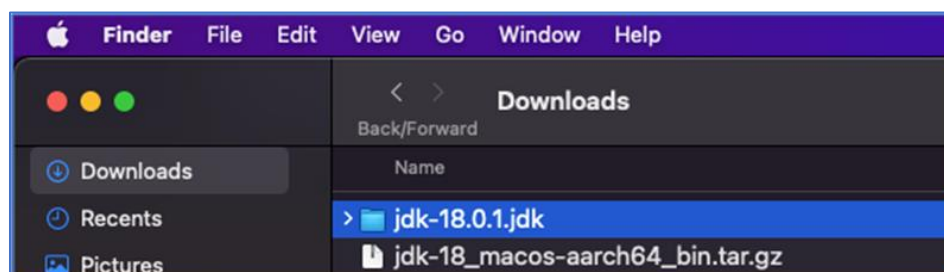 Finder File Edit View Go Window Help
Downloads
Back/Forward
Name
Downloads
Recents
Pictures
jdk-18.0.1.jdk
jdk-18_macos-aarch64_bin.tar.gz